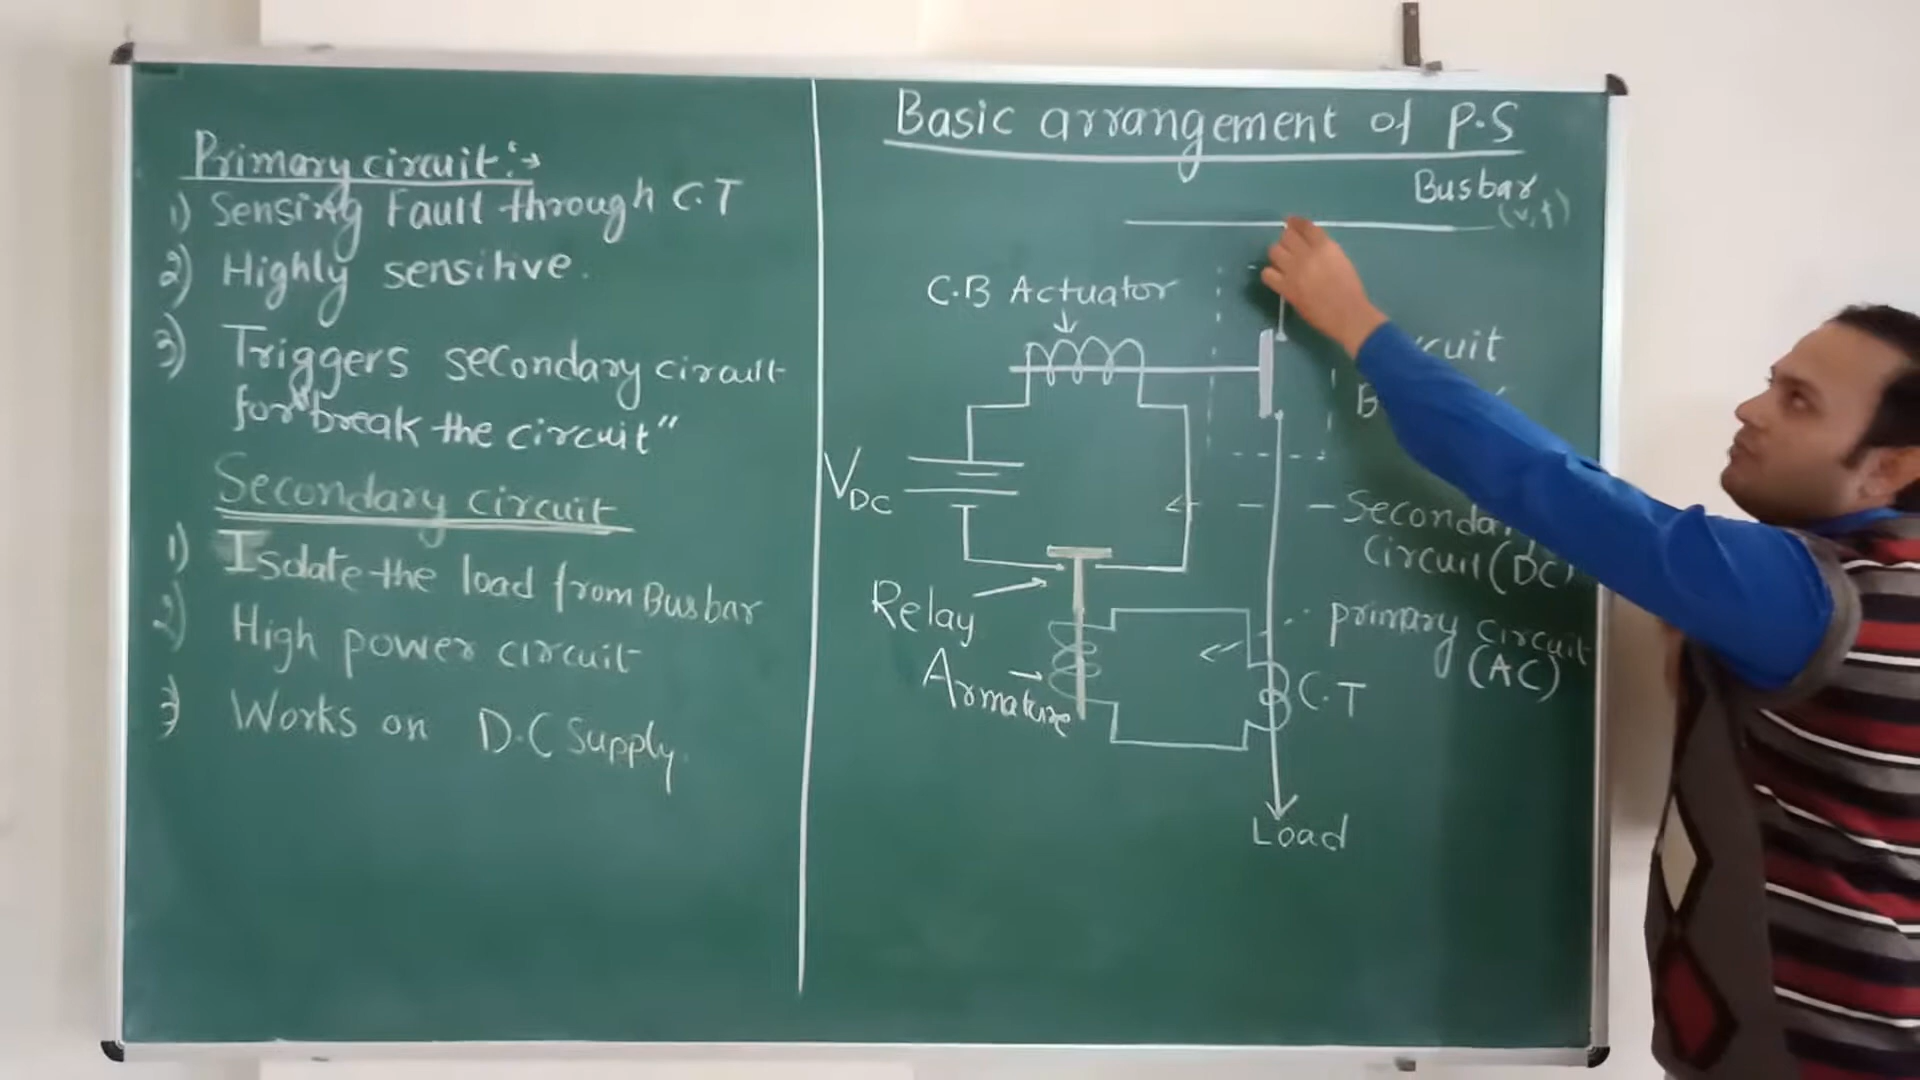 Primary circuit :→
1) Sensing Fault through C.T
2) Highly sensitive.
3) Triggers secondary circuit
for "break the circuit"
Secondary circuit
1) Isolate the load from Busbar
2) High power circuit
3) Works on D.C Supply.
Basic arrangement of P.S
Busbar
(v,f)
C.B Actuator
VDC
Secondary
Circuit (DC)
Relay
primary circuit
(AC)
Armature
C.T
Load